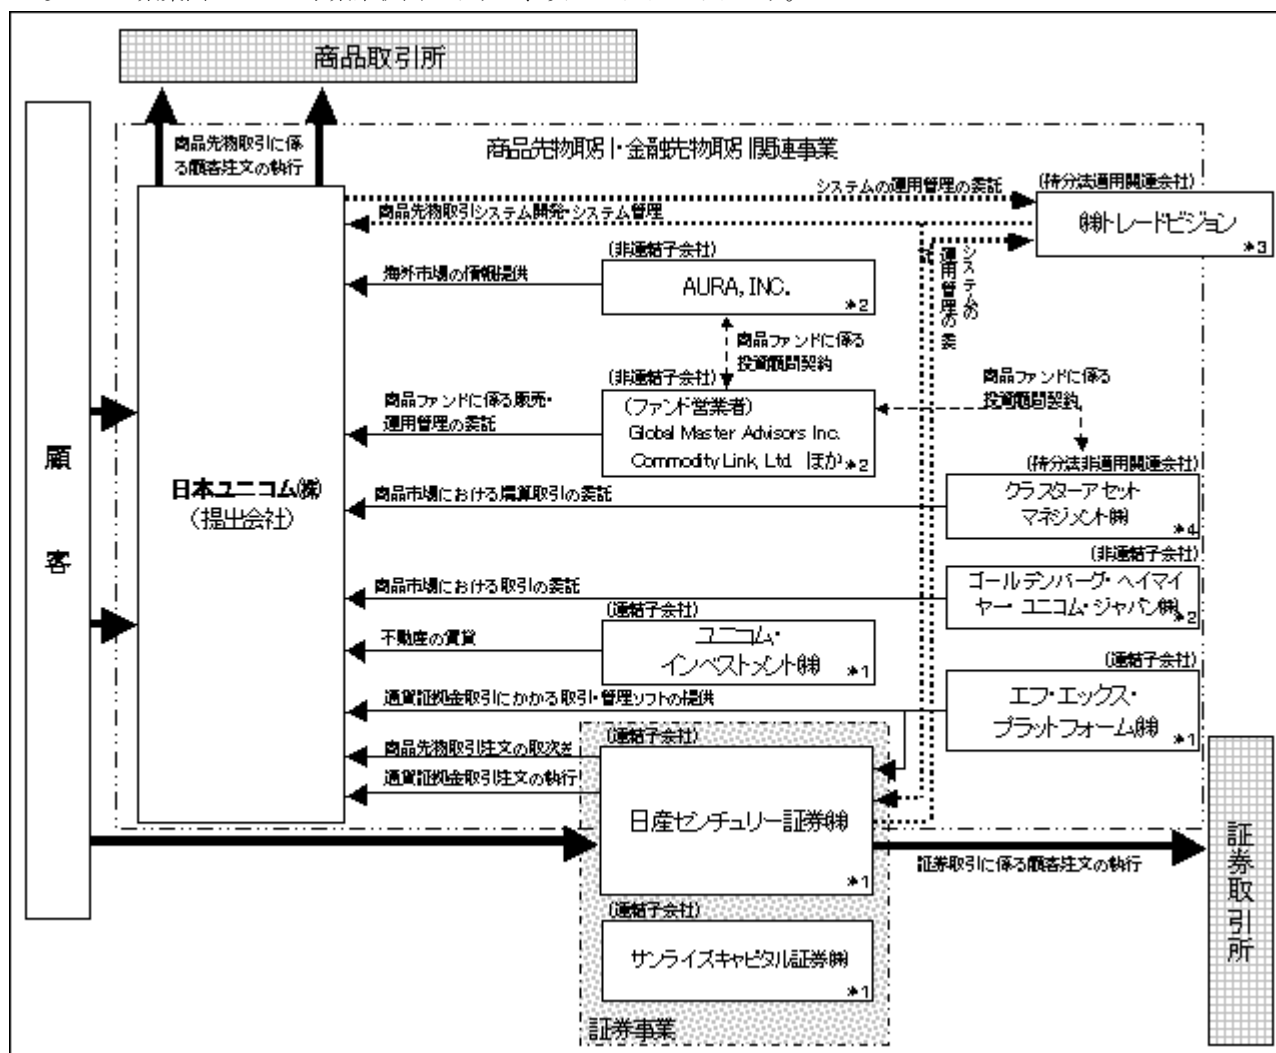 商品取引所
商品先物取引に係
る顧客注文の執行
商品先物取引・金融先物取引関連事業
システムの運用管理の委託
(持分法適用関連会社)
㈱トレードビジョン
*3
商品先物取引システム開発・システム管理
(非連結子会社)
AURA, INC.
*2
海外市場の情報提供
システムの
運用管理の委
商品ファンドに係る
投資顧問契約
(非連結子会社)
(ファンド営業者)
Global Master Advisors Inc.
Commodity Link, Ltd. ほか
*2
商品ファンドに係る販売・
運用管理の委託
商品ファンドに係る
投資顧問契約
顧客
日本ユニコム㈱
(提出会社)
(持分法非適用関連会社)
クラスターアセット
マネジメント㈱
*4
商品市場における清算取引の委託
(非連結子会社)
ゴールデンバーグ・ヘイマイ
ヤー・ユニコム・ジャパン㈱
*2
商品市場における取引の委託
(連結子会社)
ユニコム・
インベストメント㈱
*1
不動産の賃貸
(連結子会社)
エフ・エックス・
プラットフォーム㈱
*1
通貨証拠金取引にかかる取引・管理ソフトの提供
(連結子会社)
日産センチュリー証券㈱
*1
商品先物取引注文の取次ぎ
通貨証拠金取引注文の執行
証券取引に係る顧客注文の執行
証券取引所
(連結子会社)
サンライズキャピタル証券㈱
*1
証券事業